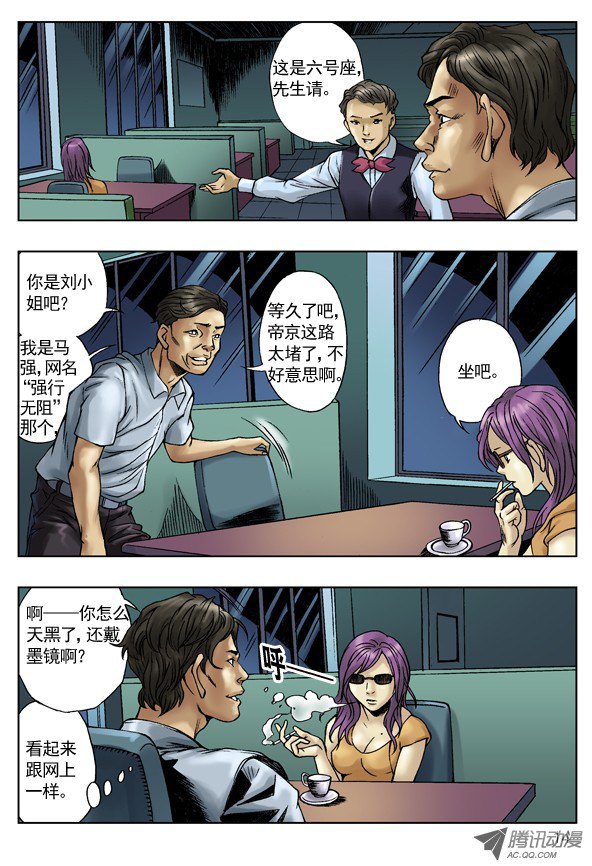 这是六号座，
先生请。
你是刘小
姐吧？
我是马
强，网名
“强行
无阻”
那个，
等久了吧，
帝京这路
太堵了，不
好意思啊。
坐吧。
啊——你怎么
天黑了，还戴
墨镜啊？
呼——
看起来
跟网上
一样。
腾讯动漫
AC.QQ.COM